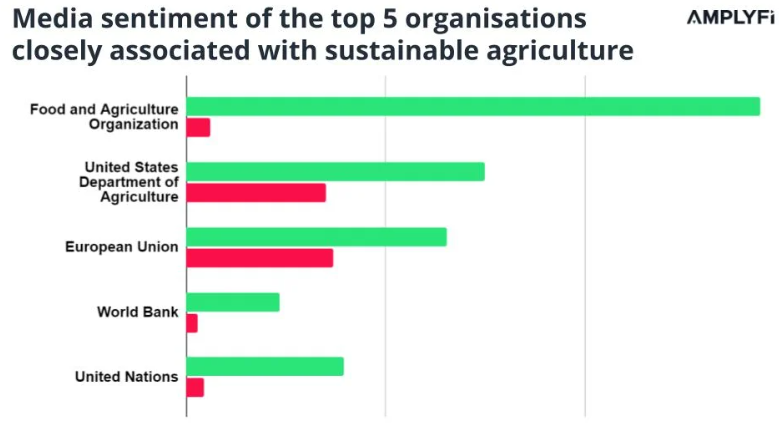 Media sentiment of the top 5 organisations
closely associated with sustainable agriculture
AMPLYFi
Food and Agriculture
Organization
United States
Department of
Agriculture
European Union
World Bank
United Nations